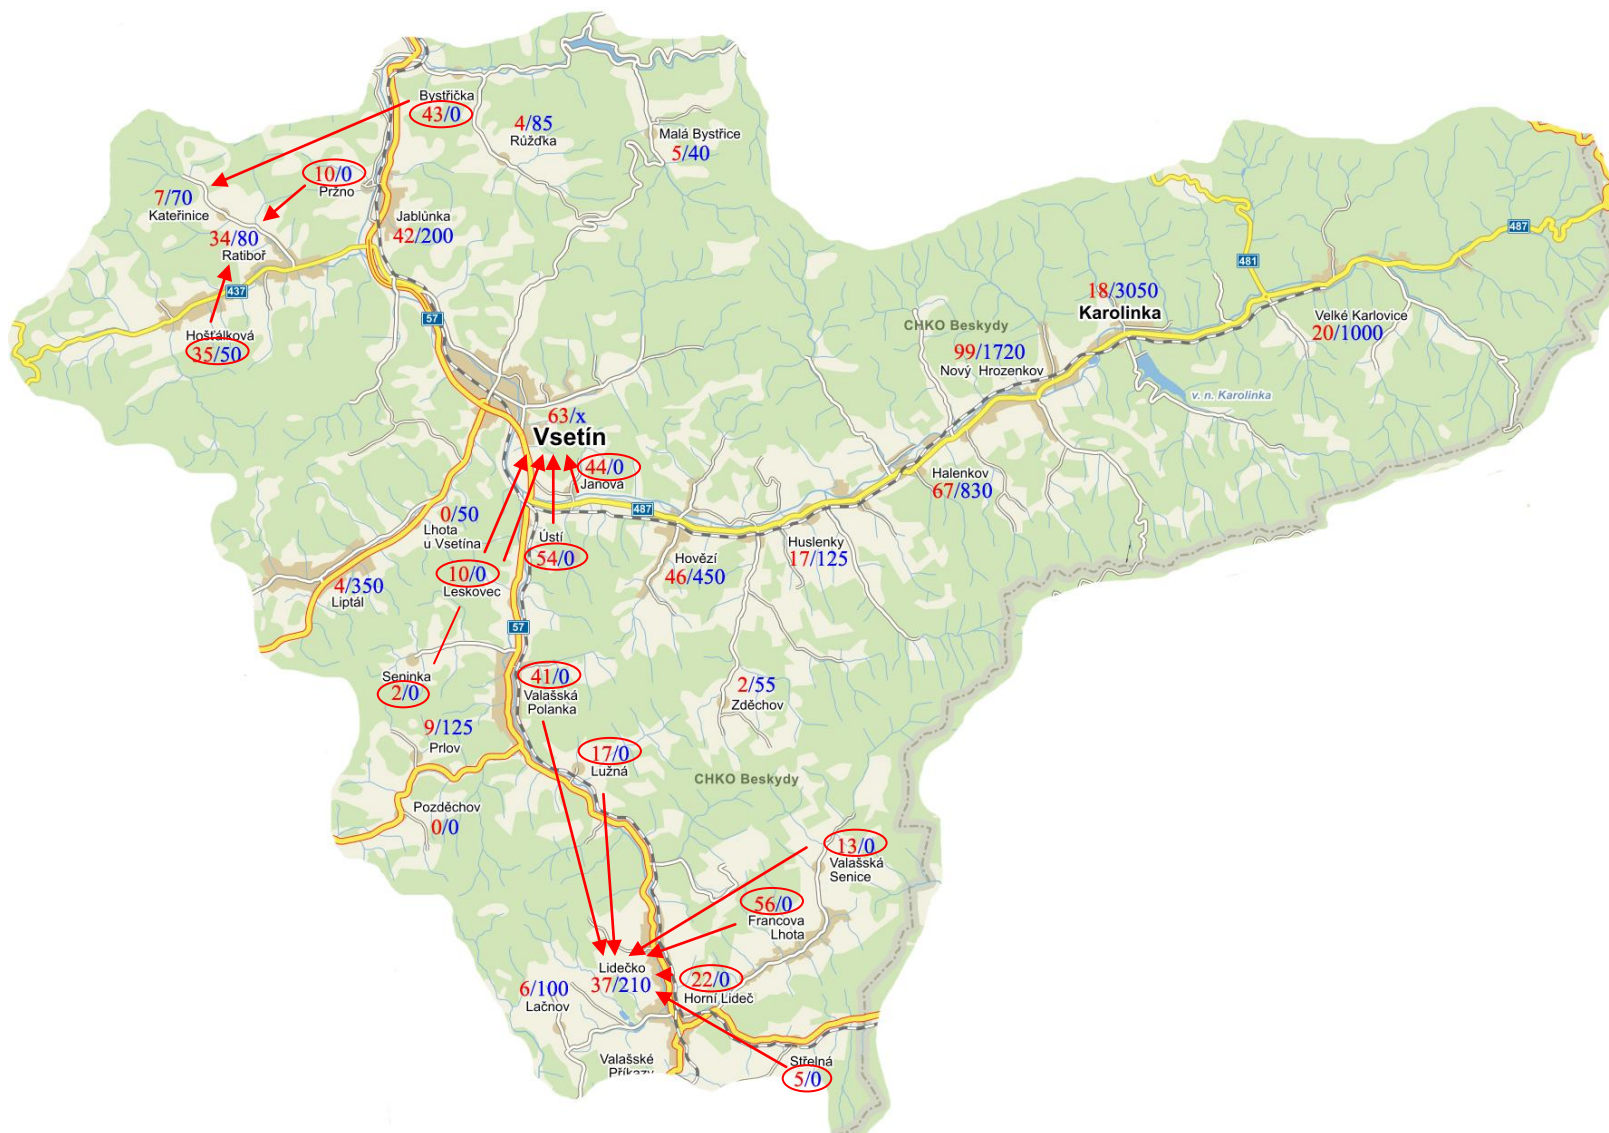 Bystřička
43/0
4/85
Růžďka
Malá Bystřice
5/40
10/0
Pržno
7/70
Kateřinice
Jablůnka
42/200
34/80
Ratiboř
437
Hošťálková
35/50
57
487
481
18/3050
Karolinka
Velké Karlovice
20/1000
CHKO Beskydy
99/1720
Nový Hrozenkov
v. n. Karolinka
63/x
Vsetín
44/0
Janová
Halenkov
67/830
0/50
Lhota
u Vsetína
487
Ústí
54/0
Huslenky
17/125
Hovězí
46/450
10/0
Leskovec
4/350
Liptál
57
Seninka
2/0
41/0
Valašská
Polanka
2/55
Zděchov
9/125
Prlov
17/0
Lužná
CHKO Beskydy
Pozděchov
0/0
13/0
Valašská
Senice
56/0
Francova
Lhota
Lidečko
37/210
22/0
Horní Lideč
6/100
Lačnov
Valašské
Příkazy
Střelná
5/0